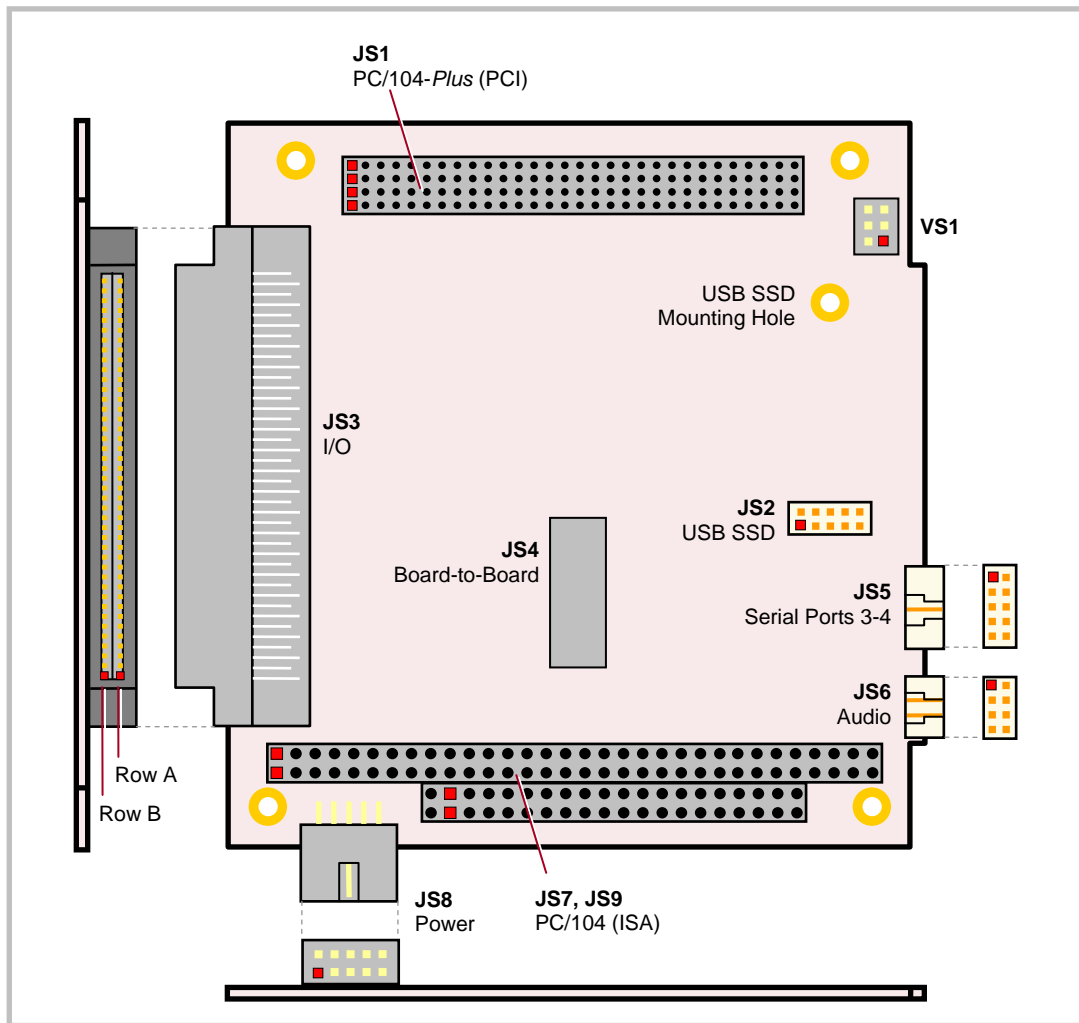 JS1
PC/104-Plus (PCI)
VS1
USB SSD
Mounting Hole
JS3
I/O
JS2
USB SSD
JS4
Board-to-Board
JS5
Serial Ports 3-4
JS6
Audio
Row A
Row B
JS8
Power
JS7, JS9
PC/104 (ISA)